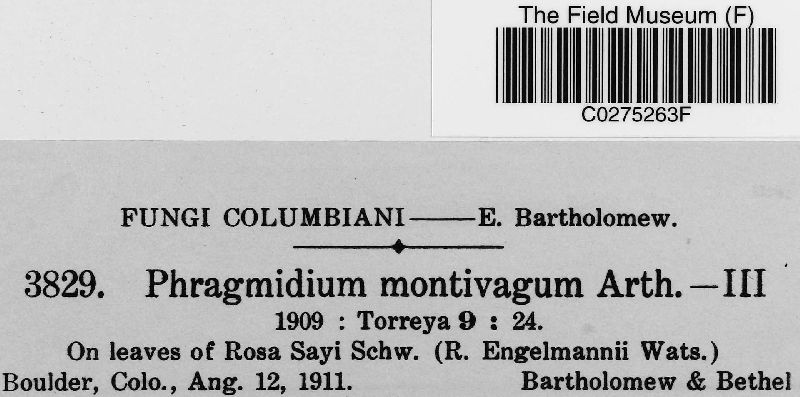 The Field Museum (F)
C0275263F
FUNGI COLUMBIANI——E. Bartholomew.
3829. Phragmidium montivagum Arth.—III
1909 : Torreya 9 : 24.
On leaves of Rosa Sayi Schw. (R. Engelmannii Wats.)
Boulder, Colo., Aug. 12, 1911. Bartholomew & Bethel